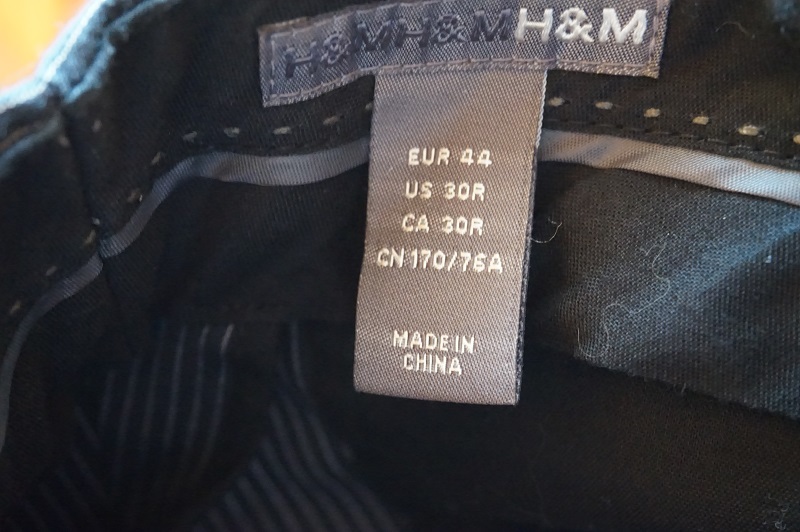 H&MH&MH&M
EUR 44
US 30R
CA 30R
CN 170/76A
MADE IN
CHINA